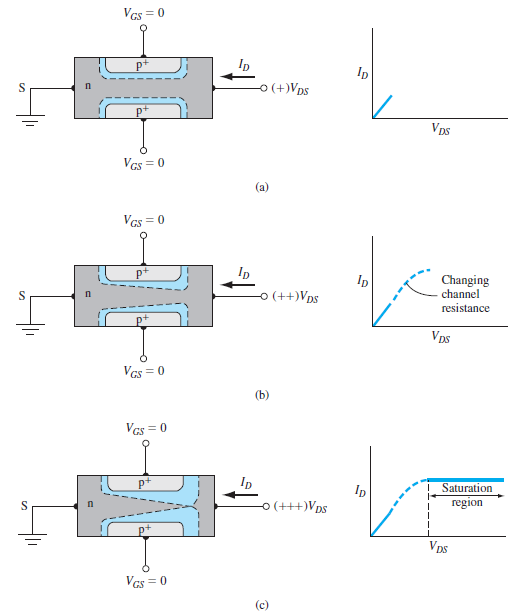 V_GS = 0
p+
I_D
S
n
(+)V_DS
p+
V_GS = 0
I_D
V_DS
(a)
V_GS = 0
p+
I_D
S
n
(++)V_DS
p+
V_GS = 0
I_D
Changing
channel
resistance
V_DS
(b)
V_GS = 0
p+
I_D
S
n
(+++)V_DS
p+
V_GS = 0
I_D
Saturation
region
V_DS
(c)